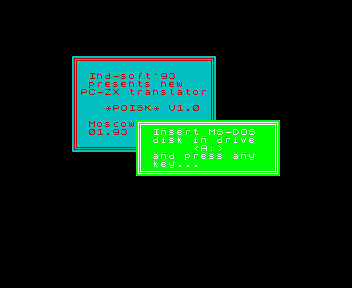 Ind-soft'93
presents new
PC-ZX translator
*POISK* V1.0
Moscow
01.93
Insert MS-DOS
disk in drive
<A:>
and press any
key...